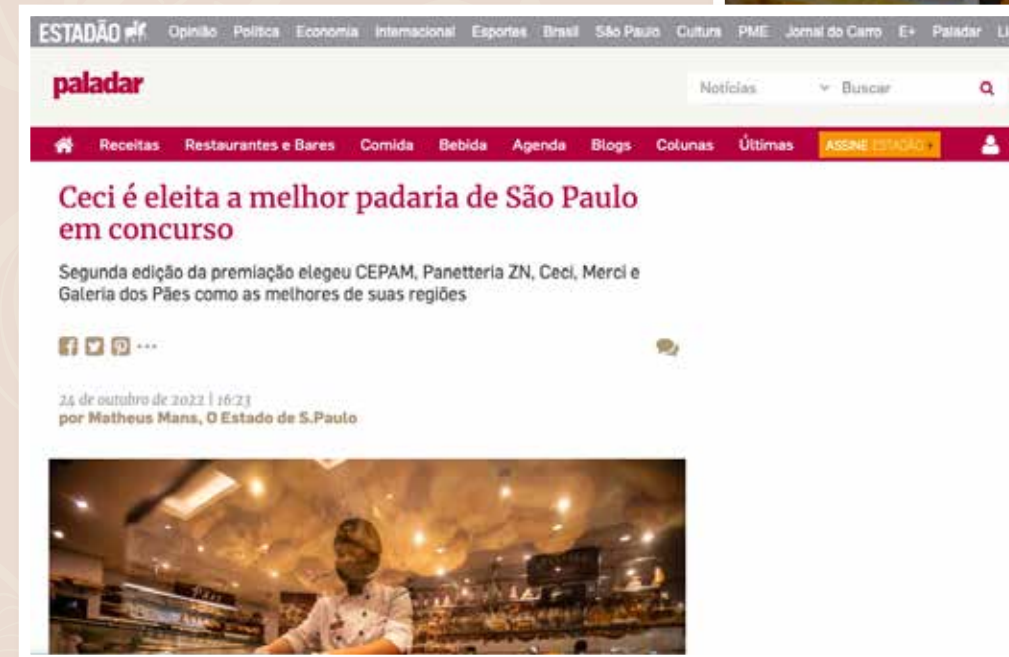 ESTADÃO Opinião Política Economia Internacional Esportes Brasil São Paulo Cultura PME Jornal do Carro E+ Paladar Li
paladar
Notícias Buscar
Receitas Restaurantes e Bares Comida Bebida Agenda Blogs Colunas Últimas ASSINE ESTADÃO
Ceci é eleita a melhor padaria de São Paulo
em concurso
Segunda edição da premiação elegeu CEPAM, Panetteria ZN, Ceci, Merci e
Galeria dos Pães como as melhores de suas regiões
24 de outubro de 2022 | 16:23
por Matheus Mans, O Estado de S.Paulo